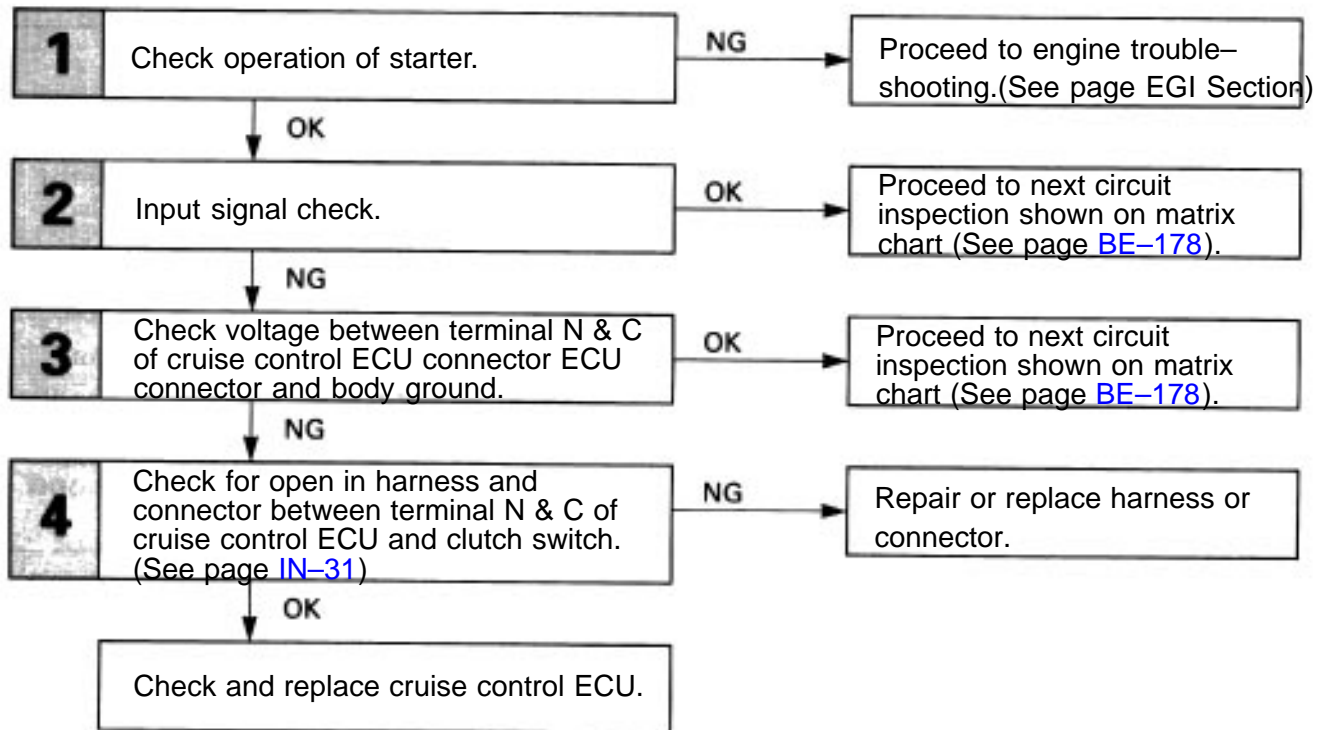 1
Check operation of starter.
NG
Proceed to engine trouble–
shooting.(See page EGI Section)
OK
2
Input signal check.
OK
Proceed to next circuit
inspection shown on matrix
chart (See page BE–178).
NG
3
Check voltage between terminal N & C
of cruise control ECU connector ECU
connector and body ground.
OK
Proceed to next circuit
inspection shown on matrix
chart (See page BE–178).
NG
4
Check for open in harness and
connector between terminal N & C of
cruise control ECU and clutch switch.
(See page IN–31)
NG
Repair or replace harness or
connector.
OK
Check and replace cruise control ECU.